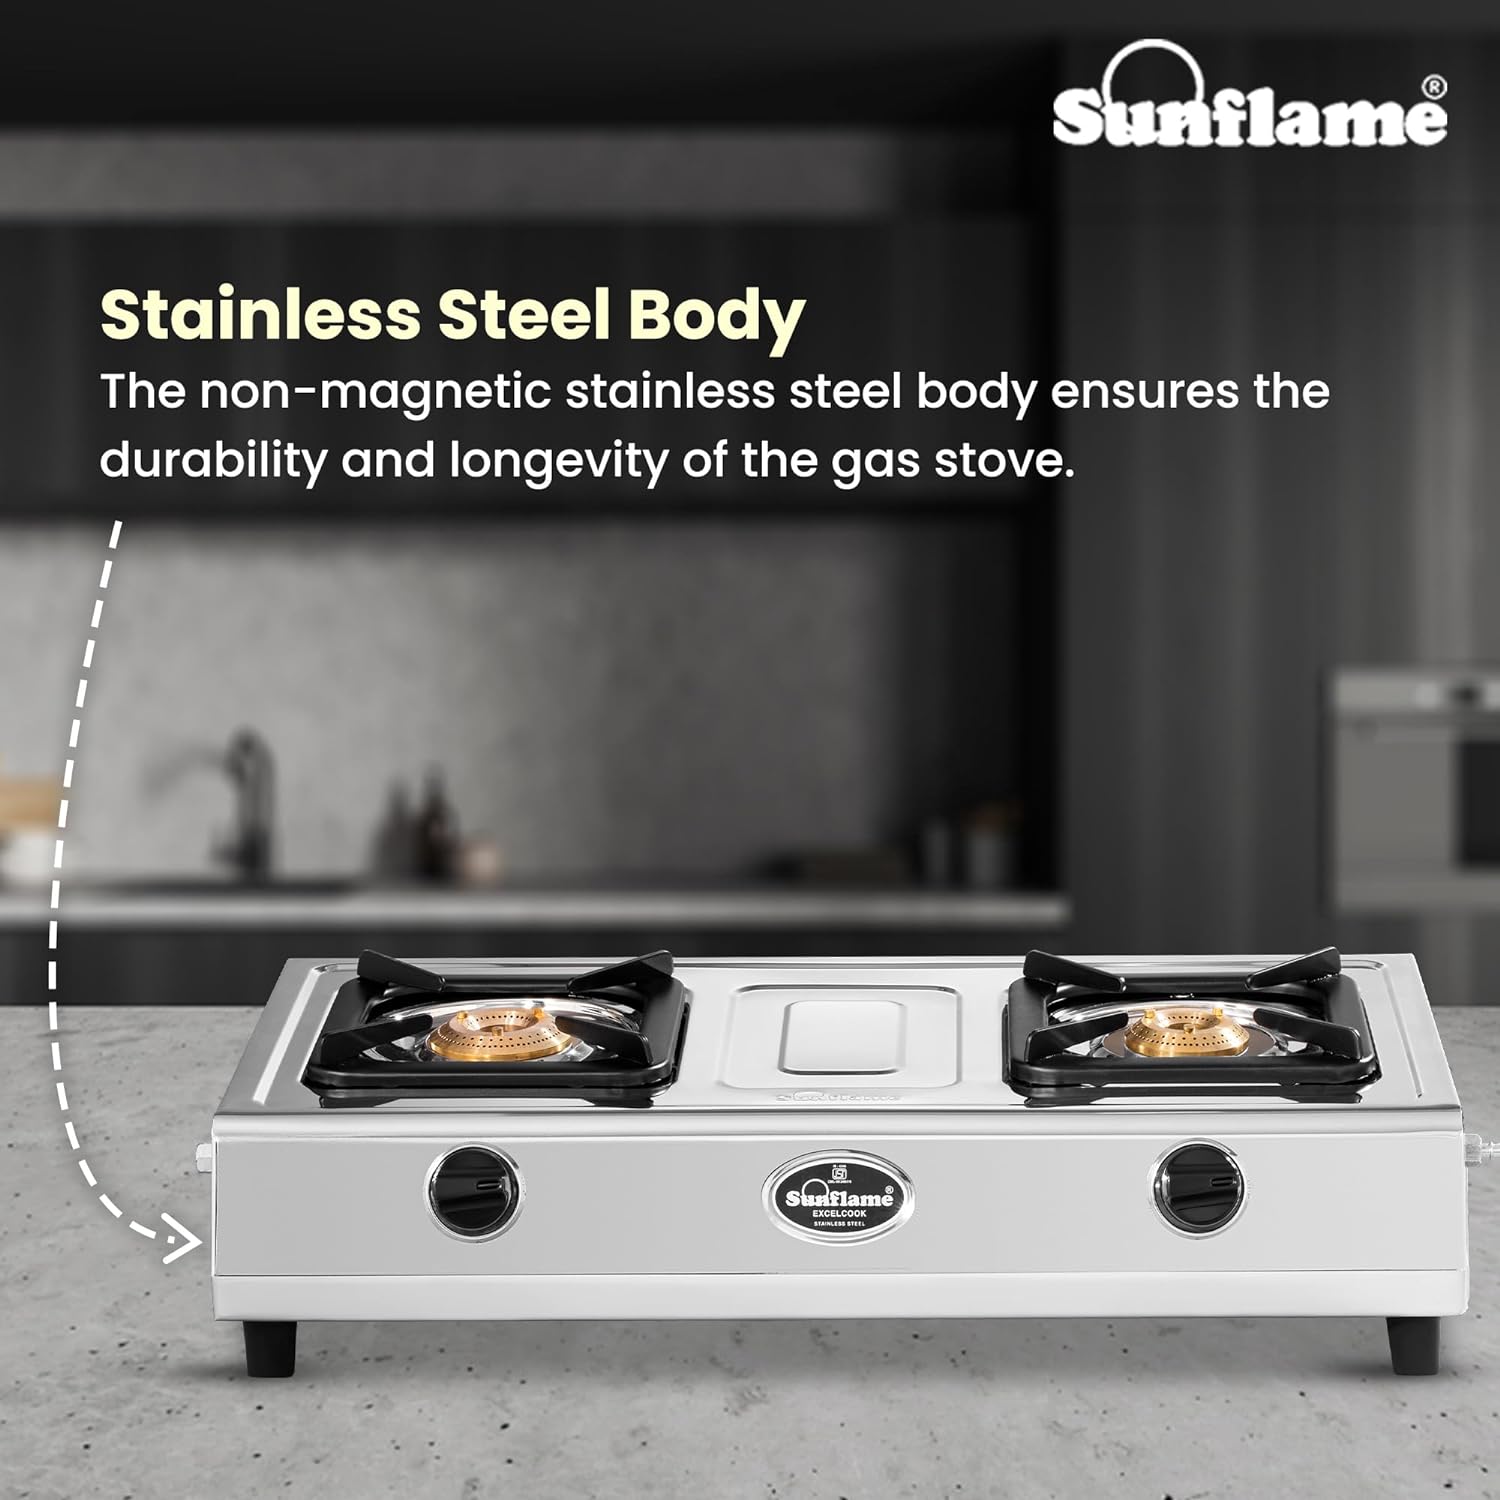 Sunflame®
Stainless Steel Body
The non-magnetic stainless steel body ensures the
durability and longevity of the gas stove.
Sunflame
Sunflame®
EXCELCOOK
STAINLESS STEEL